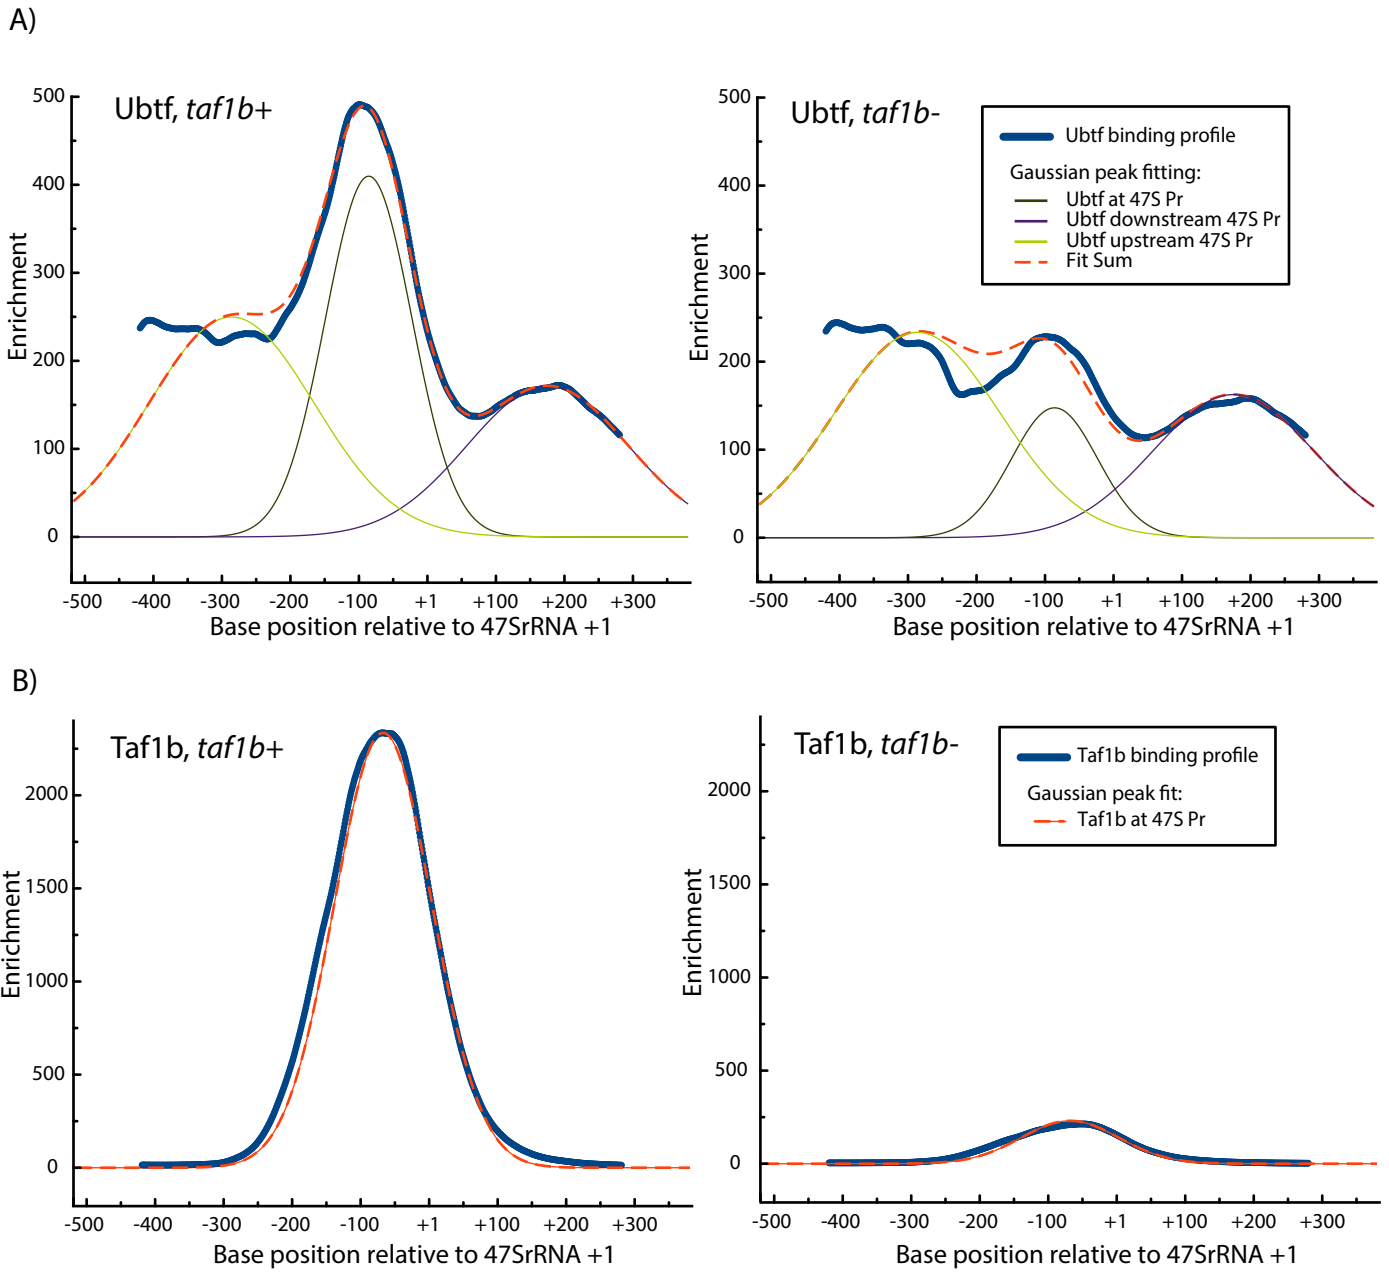 A)
Ubtf, taf1b+
500
400
300
200
100
0
Enrichment
-500 -400 -300 -200 -100 +1 +100 +200 +300
Base position relative to 47SrRNA +1
Ubtf, taf1b-
500
400
300
200
100
0
Enrichment
-500 -400 -300 -200 -100 +1 +100 +200 +300
Base position relative to 47SrRNA +1
Ubtf binding profile
Gaussian peak fitting:
Ubtf at 47S Pr
Ubtf downstream 47S Pr
Ubtf upstream 47S Pr
Fit Sum
B)
Taf1b, taf1b+
2000
1500
1000
500
0
Enrichment
-500 -400 -300 -200 -100 +1 +100 +200 +300
Base position relative to 47SrRNA +1
Taf1b, taf1b-
2000
1500
1000
500
0
Enrichment
-500 -400 -300 -200 -100 +1 +100 +200 +300
Base position relative to 47SrRNA +1
Taf1b binding profile
Gaussian peak fit:
Taf1b at 47S Pr